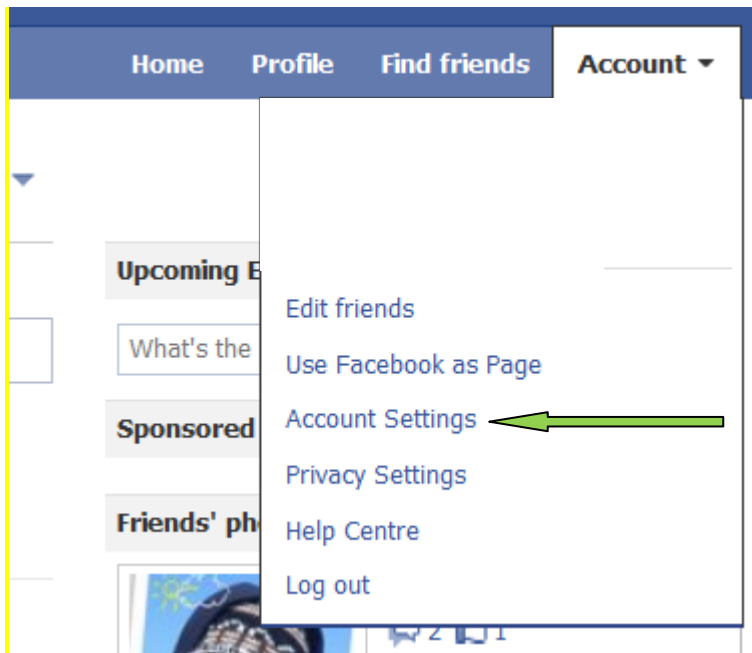 Home Profile Find friends Account
Upcoming E
What's the
Sponsored
Friends' ph
Edit friends
Use Facebook as Page
Account Settings
Privacy Settings
Help Centre
Log out
2 1